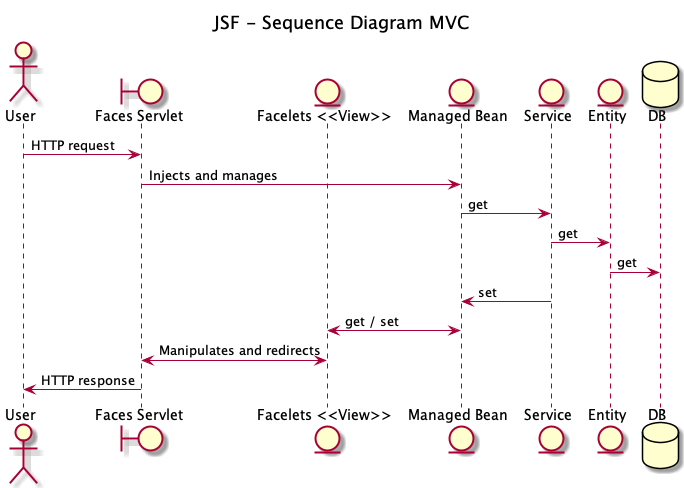 JSF - Sequence Diagram MVC
User Faces Servlet Facelets <<View>> Managed Bean Service Entity DB
HTTP request
Injects and manages
get
get
get
set
get / set
Manipulates and redirects
HTTP response
User Faces Servlet Facelets <<View>> Managed Bean Service Entity DB